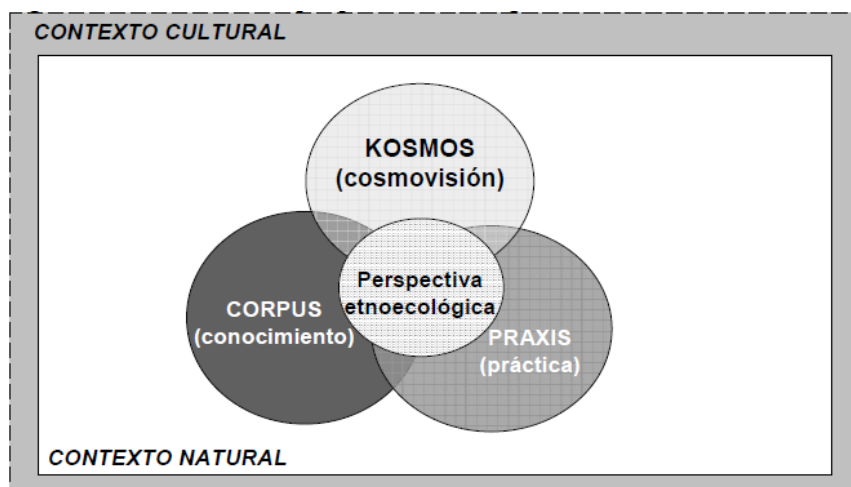 CONTEXTO CULTURAL
KOSMOS
(cosmovisión)
Perspectiva
etnoecológica
CORPUS
(conocimiento)
PRAXIS
(práctica)
CONTEXTO NATURAL